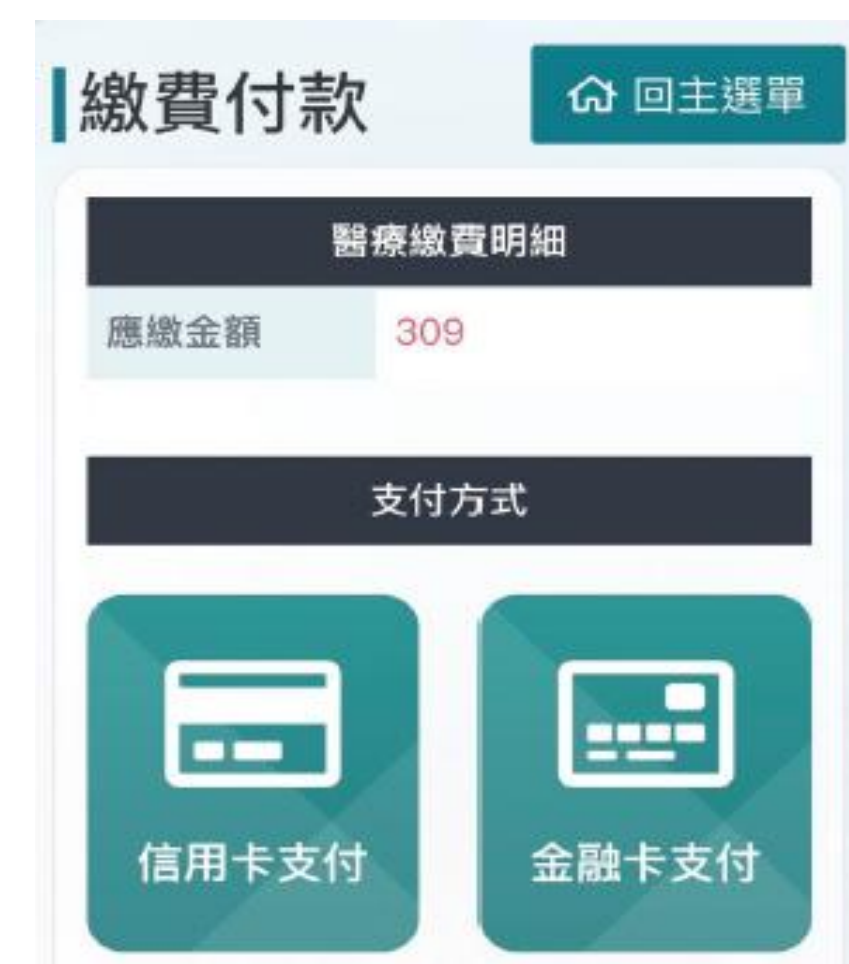 繳費付款
回主選單
醫療繳費明細
應繳金額 309
支付方式
信用卡支付
金融卡支付